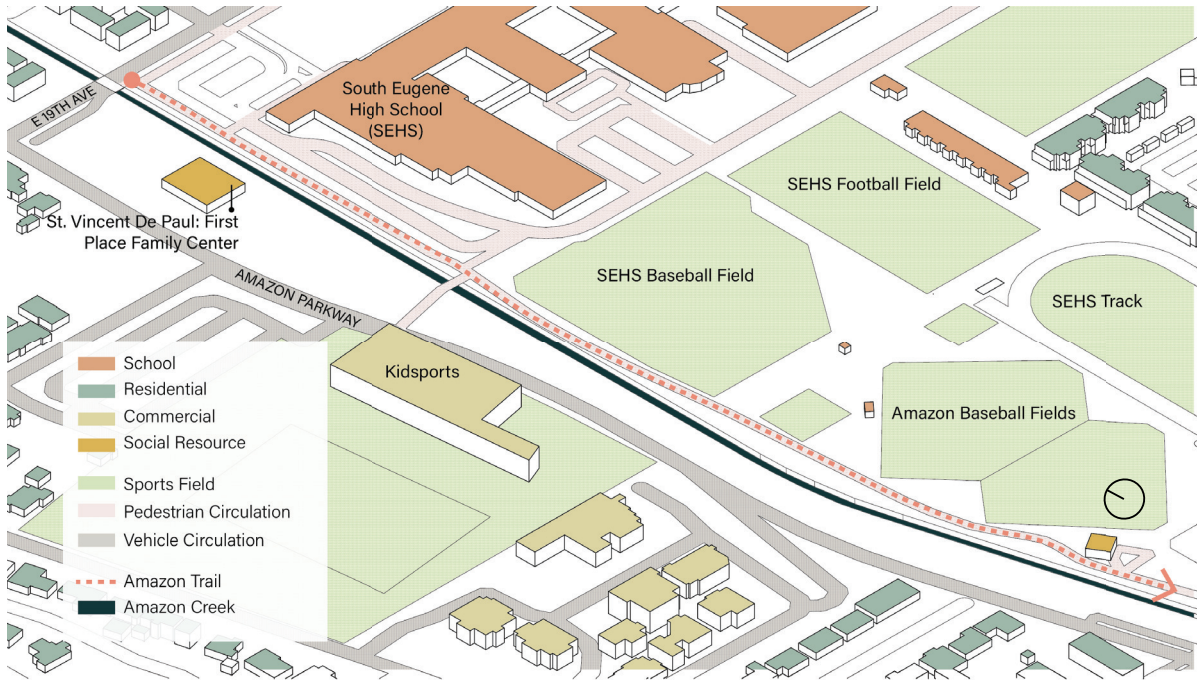 E 19TH AVE
South Eugene
High School
(SEHS)
St. Vincent De Paul: First
Place Family Center
SEHS Football Field
SEHS Baseball Field
SEHS Track
AMAZON PARKWAY
Kidsports
Amazon Baseball Fields
School
Residential
Commercial
Social Resource
Sports Field
Pedestrian Circulation
Vehicle Circulation
Amazon Trail
Amazon Creek